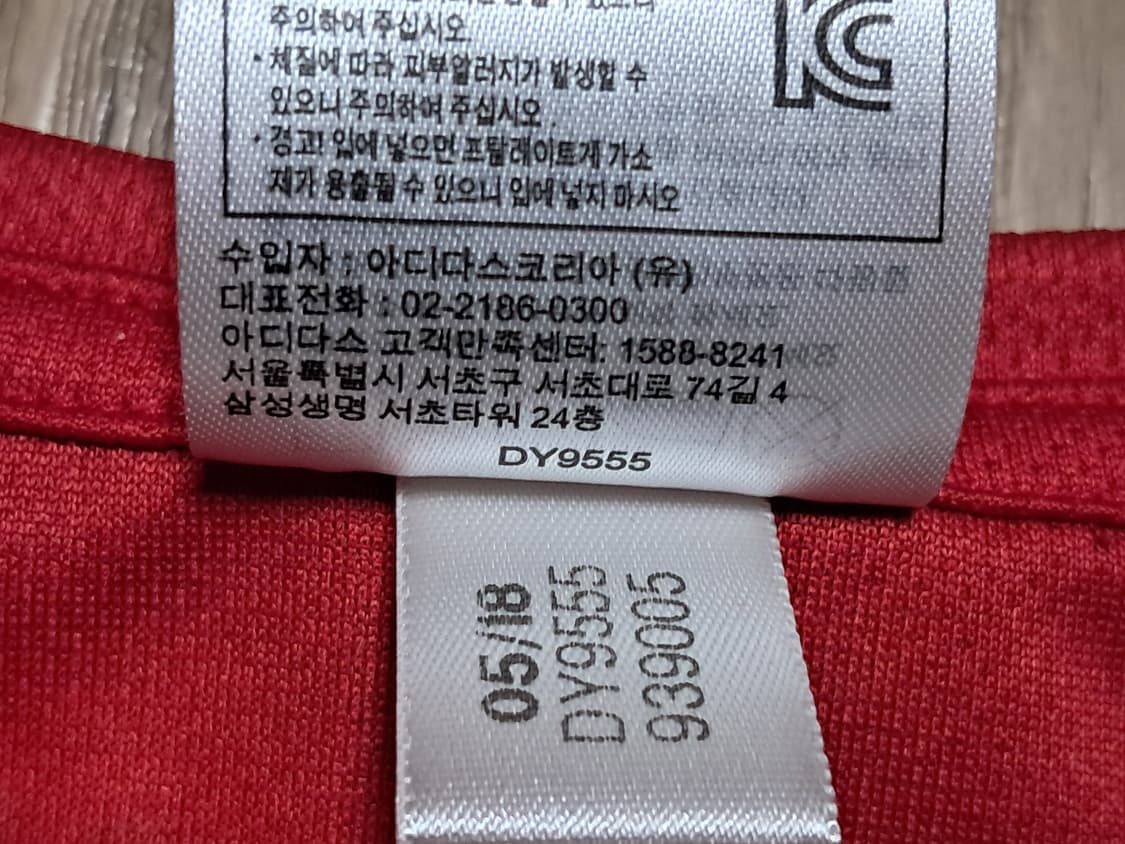 주의하여 주십시오
• 체질에 따라 피부알러지가 발생할 수
있으니 주의하여 주십시오
• 경고! 입에 넣으면 프탈레이트계 가소
제가 용출될 수 있으니 입에 넣지 마시오
수입자 : 아디다스코리아 (유)
대표전화 : 02-2186-0300
아디다스 고객만족센터: 1588-8241
서울특별시 서초구 서초대로 74길 4
삼성생명 서초타워 24층
DY9555
05/18
DY9555
939005